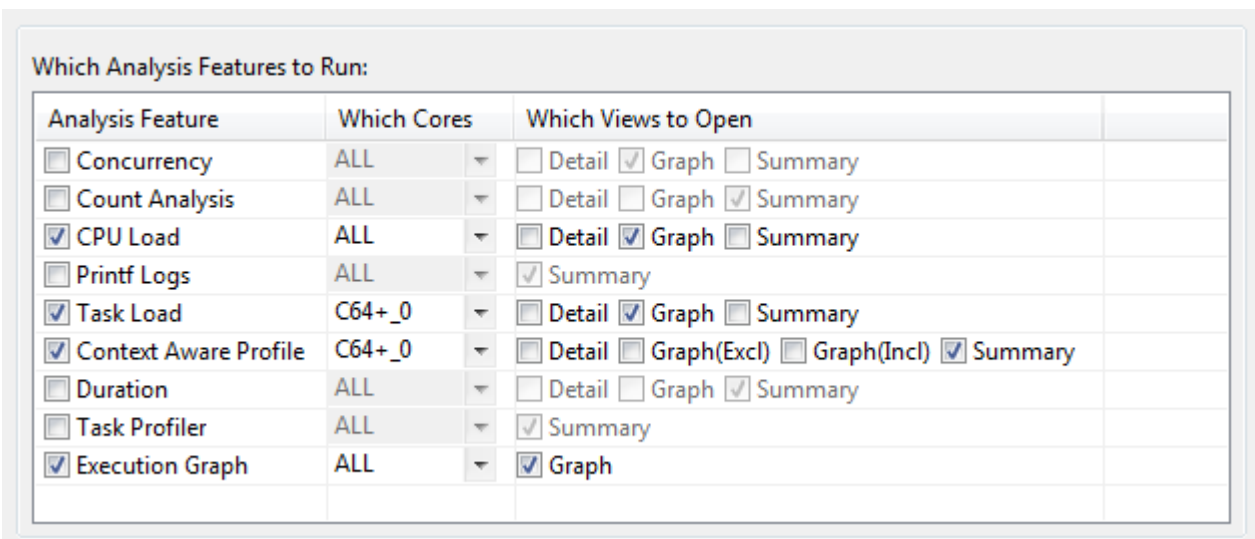 Which Analysis Features to Run:
Analysis Feature Which Cores Which Views to Open
Concurrency ALL Detail Graph Summary
Count Analysis ALL Detail Graph Summary
CPU Load ALL Detail Graph Summary
Printf Logs ALL Summary
Task Load C64+_0 Detail Graph Summary
Context Aware Profile C64+_0 Detail Graph(Excl) Graph(Incl) Summary
Duration ALL Detail Graph Summary
Task Profiler ALL Summary
Execution Graph ALL Graph